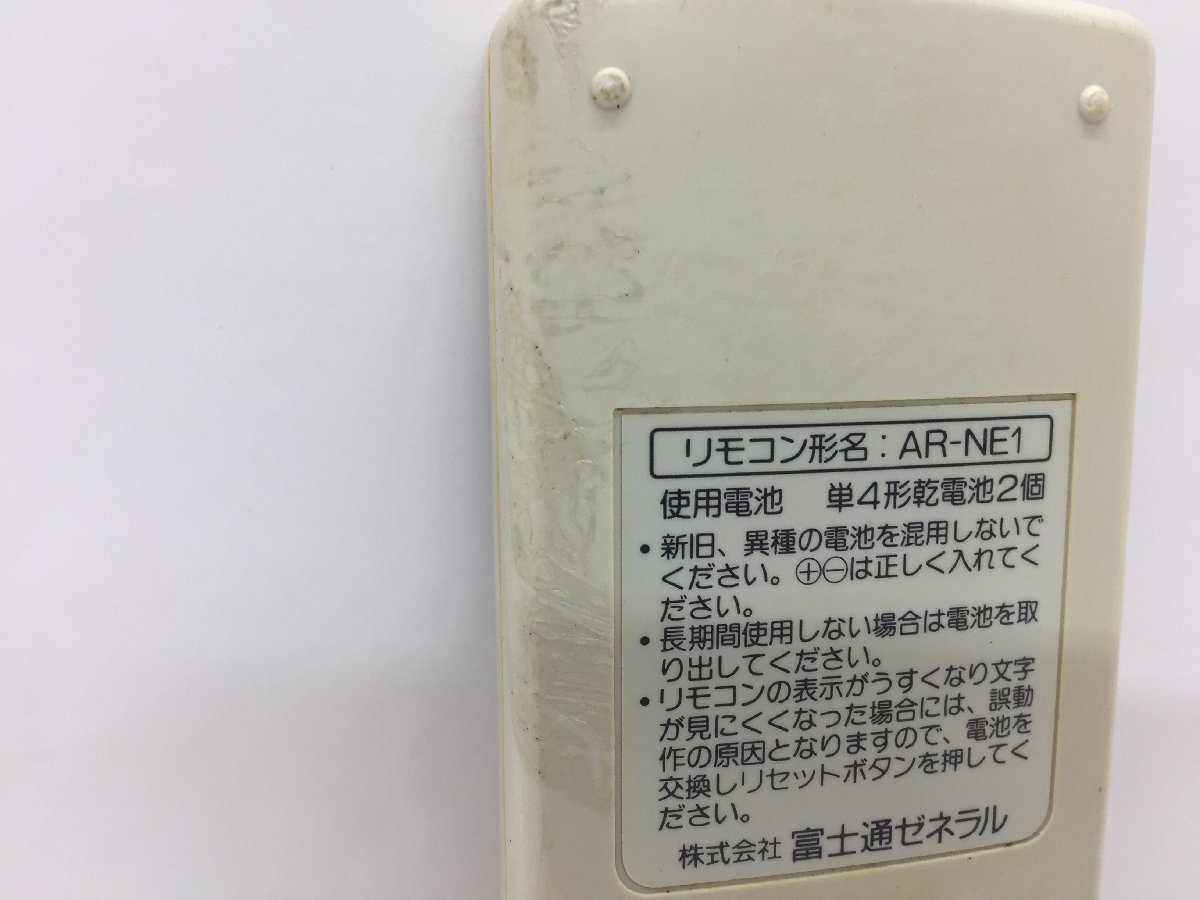 リモコン形名：AR-NE1
使用電池　単4形乾電池2個
・新旧、異種の電池を混用しないで
ください。⊕⊖は正しく入れてく
ださい。
・長期間使用しない場合は電池を取
り出してください。
・リモコンの表示がうすくなり文字
が見にくくなった場合には、誤動
作の原因となりますので、電池を
交換しリセットボタンを押してく
ださい。
株式会社 富士通ゼネラル